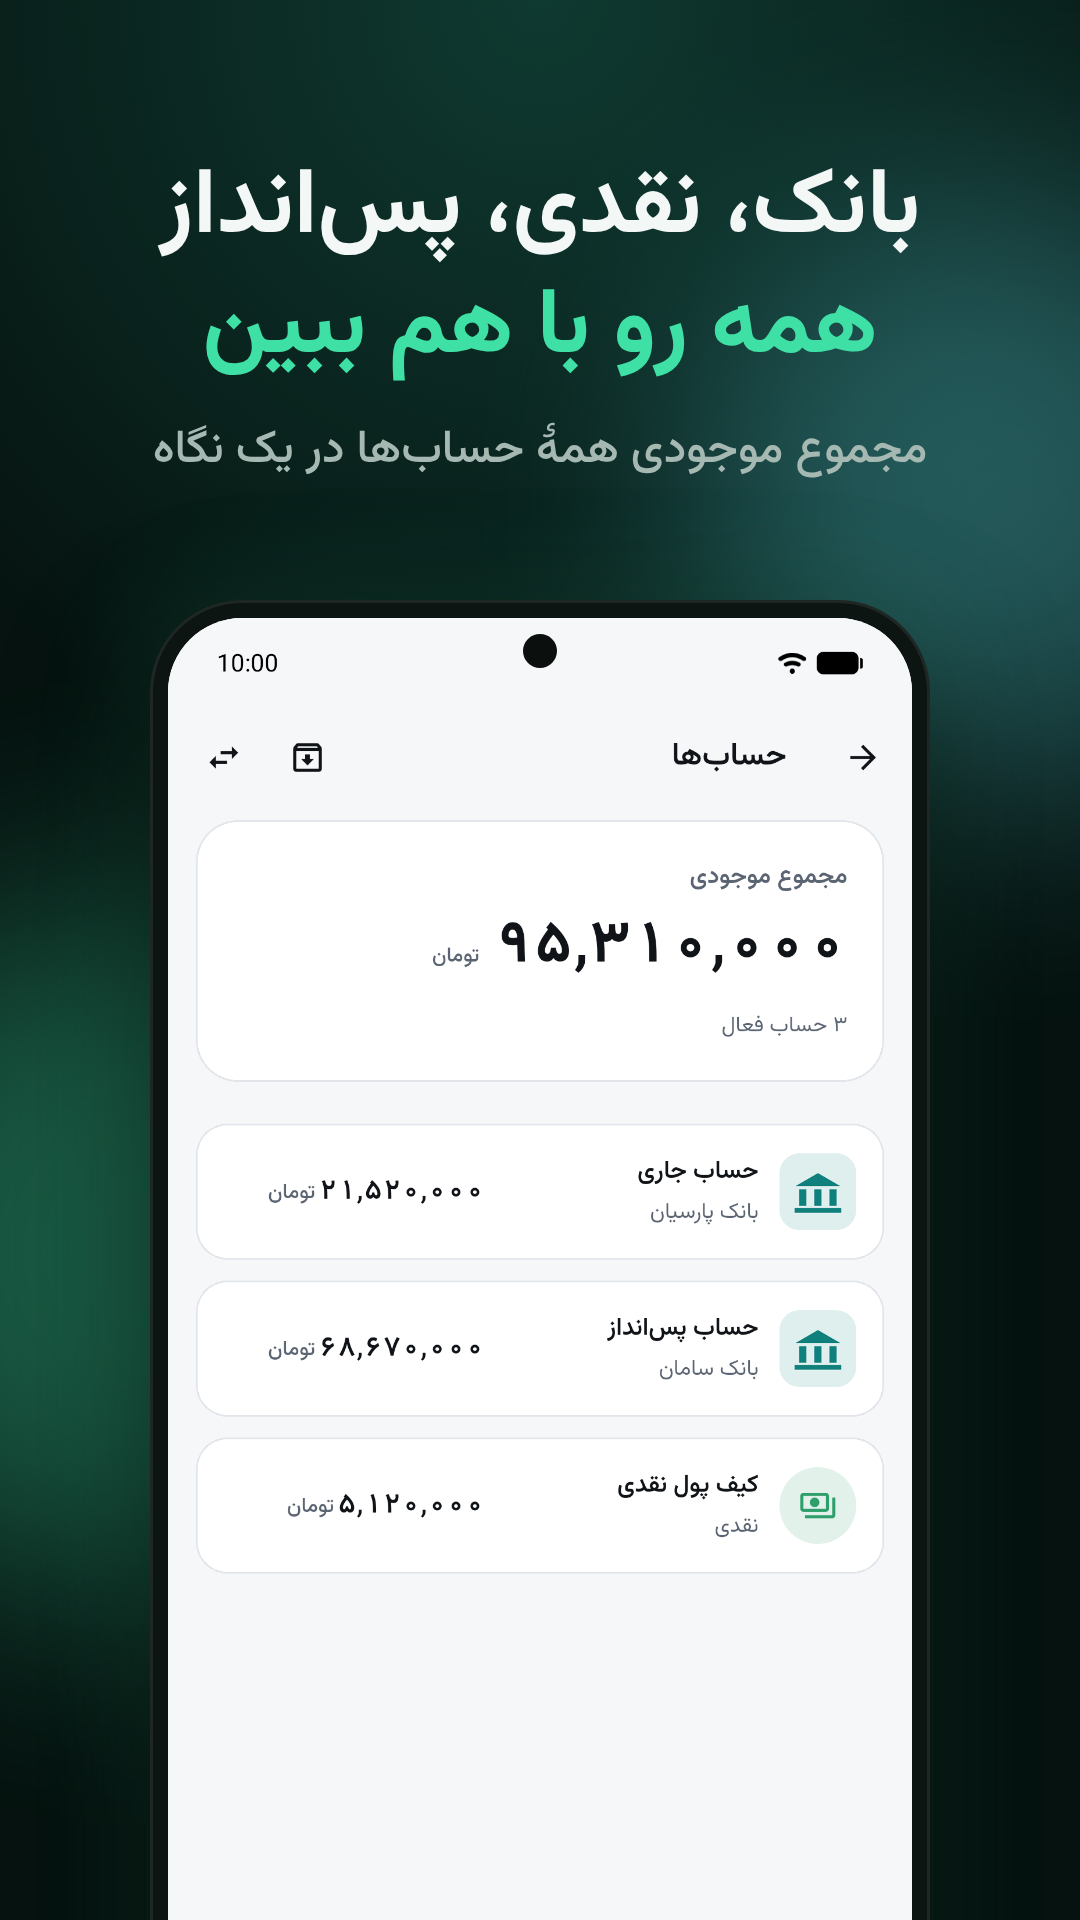 بانک، نقدی، پس‌انداز
همه رو با هم ببین
مجموع موجودی همهٔ حساب‌ها در یک نگاه
10:00
حساب‌ها
مجموع موجودی
۹۵,۳۱۰,۰۰۰ تومان
۳ حساب فعال
حساب جاری
بانک پارسیان
۲۱,۵۲۰,۰۰۰ تومان
حساب پس‌انداز
بانک سامان
۶۸,۶۷۰,۰۰۰ تومان
کیف پول نقدی
نقدی
۵,۱۲۰,۰۰۰ تومان